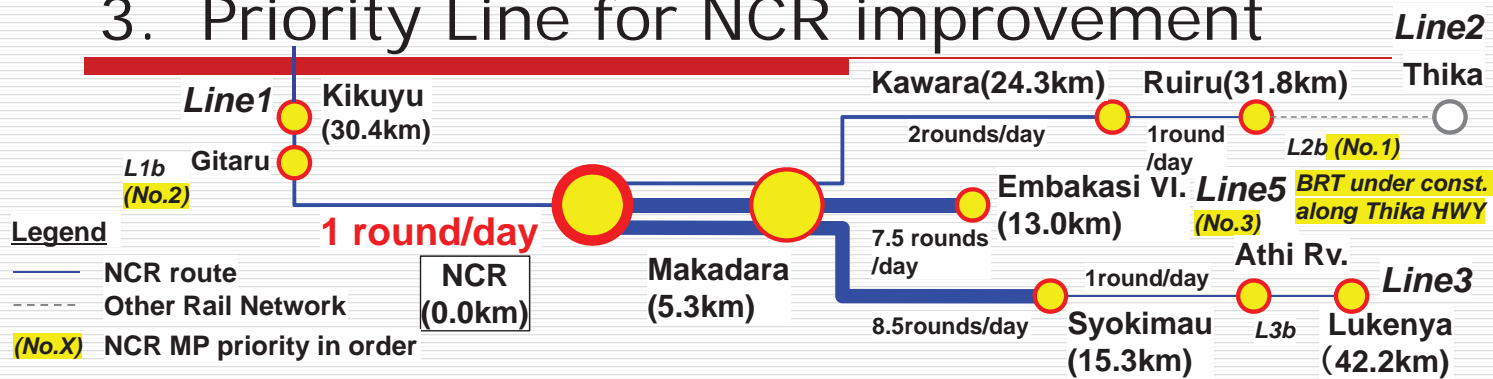 3. Priority Line for NCR improvement
Line2
Thika
Kawara(24.3km)
Ruiru(31.8km)
Line1
Kikuyu
(30.4km)
2rounds/day
1round
/day
L2b (No.1)
L1b
(No.2)
Gitaru
Embakasi Vl.
(13.0km)
Line5
(No.3)
BRT under const.
along Thika HWY
Legend
1 round/day
7.5 rounds
/day
NCR route
NCR
(0.0km)
Makadara
(5.3km)
1round/day
Athi Rv.
Line3
Other Rail Network
8.5rounds/day
Syokimau
(15.3km)
L3b
Lukenya
(42.2km)
(No.X) NCR MP priority in order